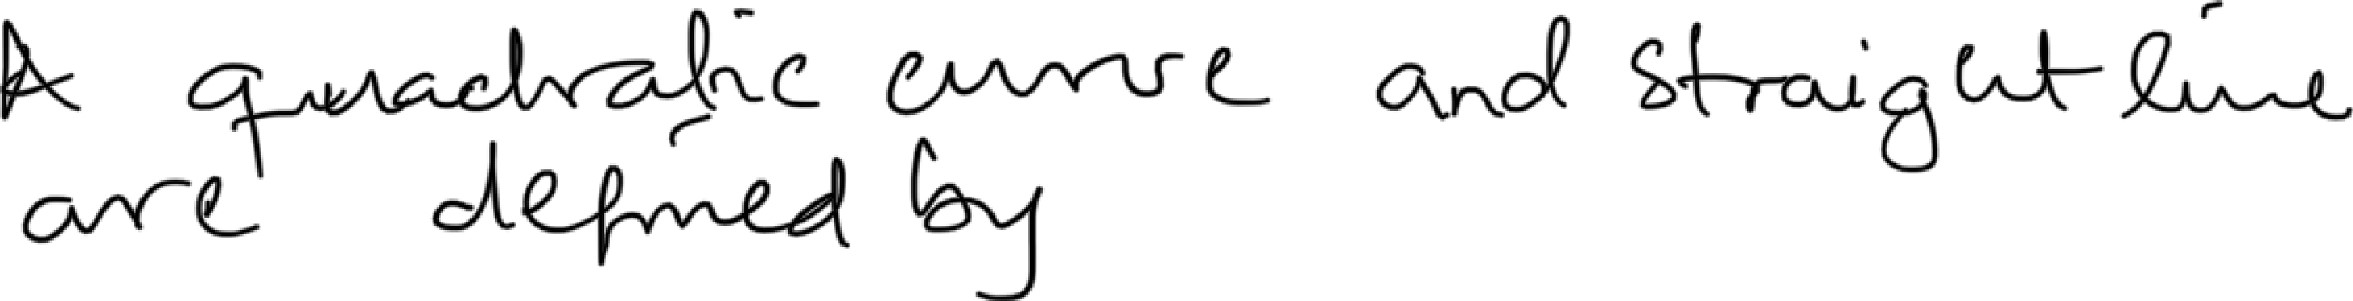 A quadratic curve and straight line
are defined by